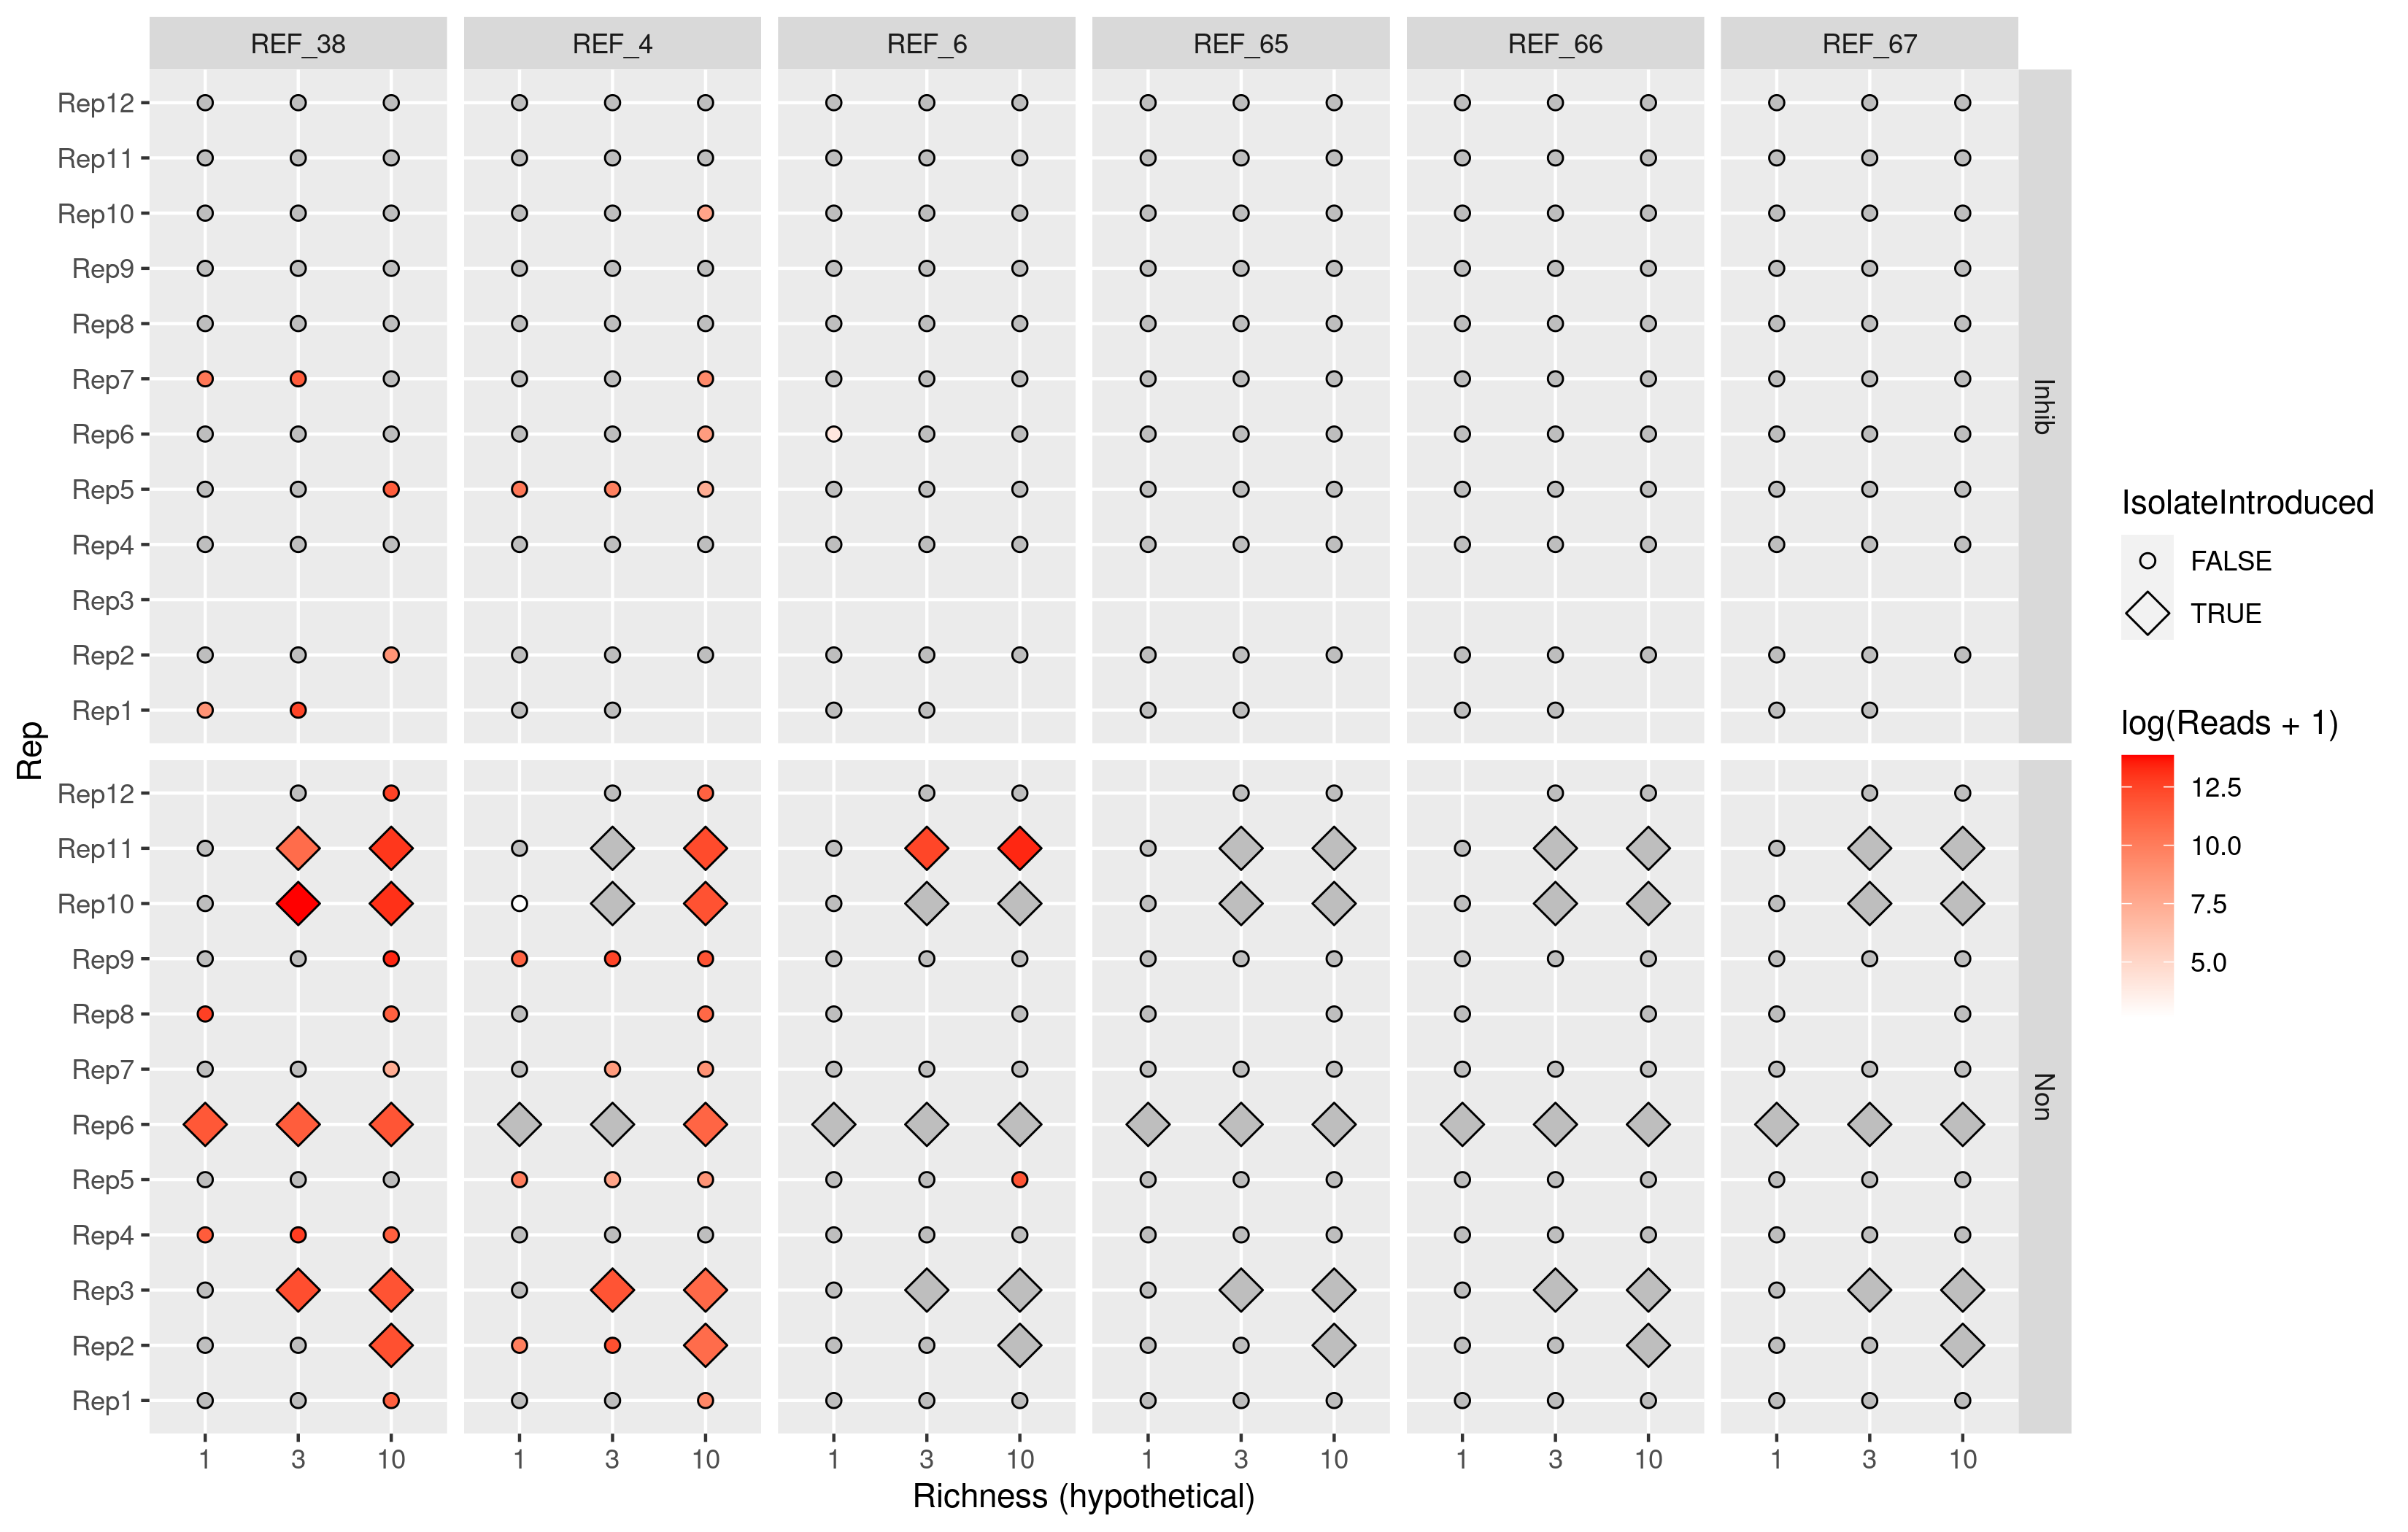 REF_38 REF_4 REF_6 REF_65 REF_66 REF_67
Rep12
Rep11
Rep10
Rep9
Rep8
Rep7
Rep6
Rep5
Rep4
Rep3
Rep2
Rep1
Inhib
Rep12
Rep11
Rep10
Rep9
Rep8
Rep7
Rep6
Rep5
Rep4
Rep3
Rep2
Rep1
Non
Rep
1 3 10 1 3 10 1 3 10 1 3 10 1 3 10 1 3 10
Richness (hypothetical)
IsolateIntroduced
FALSE
TRUE
log(Reads + 1)
12.5
10.0
7.5
5.0